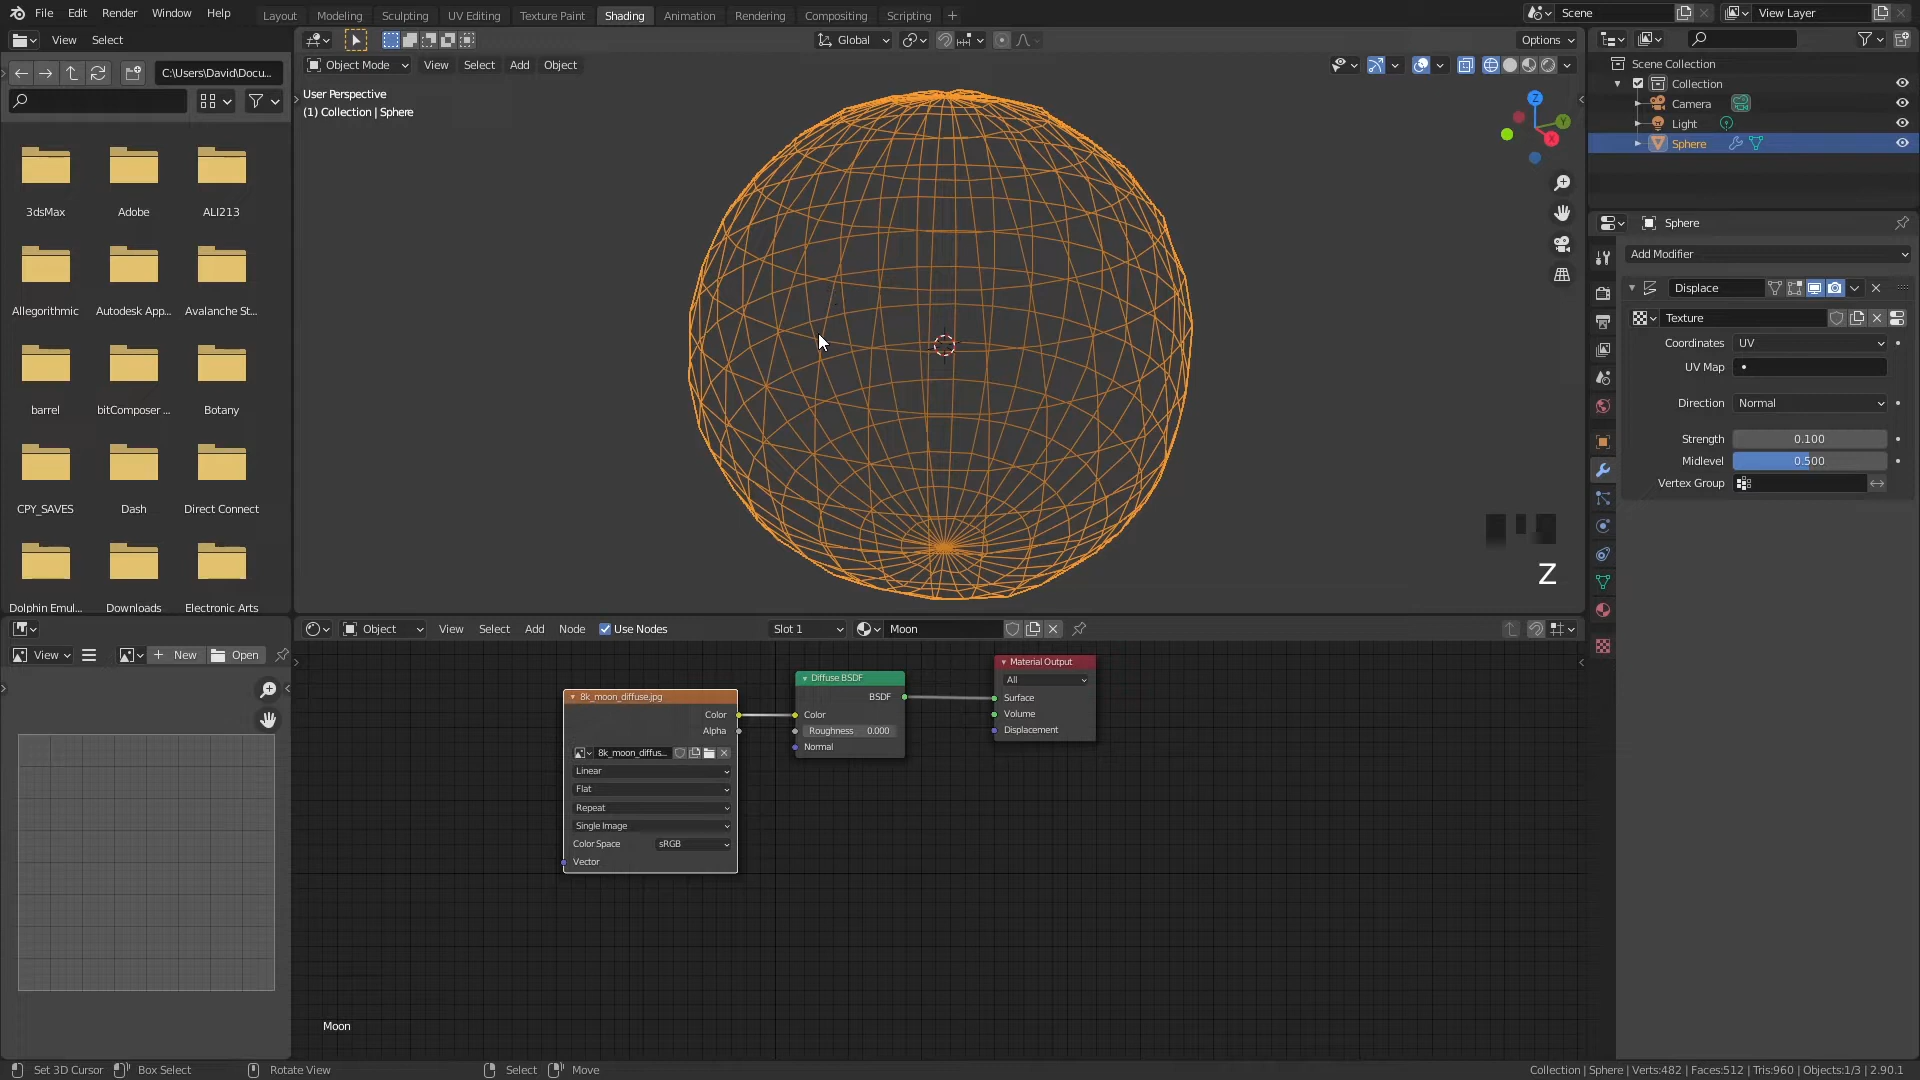 File Edit Render Window Help
Layout Modeling Sculpting UV Editing Texture Paint Shading Animation Rendering Compositing Scripting +
Scene
View Layer
View Select
Global
Options
C:\Users\David\Docu...
Object Mode View Select Add Object
User Perspective
(1) Collection | Sphere
3dsMax Adobe ALI213
Allegorithmic Autodesk App... Avalanche St...
barrel bitComposer ... Botany
CPY_SAVES Dash Direct Connect
Dolphin Emul... Downloads Electronic Arts
Z
Y
X
Z
Scene Collection
Collection
Camera
Light
Sphere
Sphere
Add Modifier
Displace
Texture
Coordinates UV
UV Map
Direction Normal
Strength 0.100
Midlevel 0.500
Vertex Group
View New Open
Object View Select Add Node Use Nodes Slot 1 Moon
8k_moon_diffuse.jpg
Color
Alpha
8k_moon_diffus...
Linear
Flat
Repeat
Single Image
Color Space sRGB
Vector
Diffuse BSDF
BSDF
Color
Roughness 0.000
Normal
Material Output
All
Surface
Volume
Displacement
Moon
Set 3D Cursor Box Select Rotate View Select Move
Collection | Sphere | Verts:482 | Faces:512 | Tris:960 | Objects:1/3 | 2.90.1